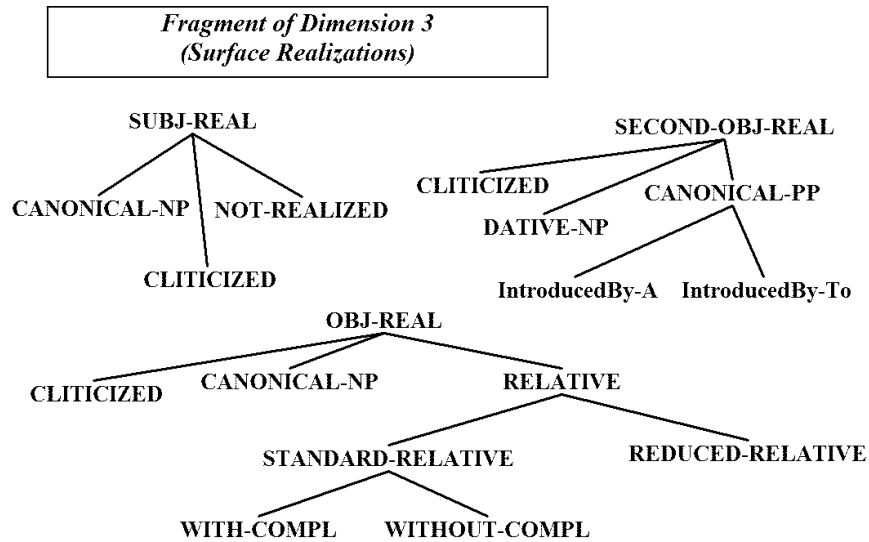 Fragment of Dimension 3
(Surface Realizations)
SUBJ-REAL
SECOND-OBJ-REAL
CANONICAL-NP
NOT-REALIZED
CLITICIZED
CLITICIZED
DATIVE-NP
CANONICAL-PP
IntroducedBy-A
IntroducedBy-To
OBJ-REAL
CLITICIZED
CANONICAL-NP
RELATIVE
STANDARD-RELATIVE
REDUCED-RELATIVE
WITH-COMPL
WITHOUT-COMPL